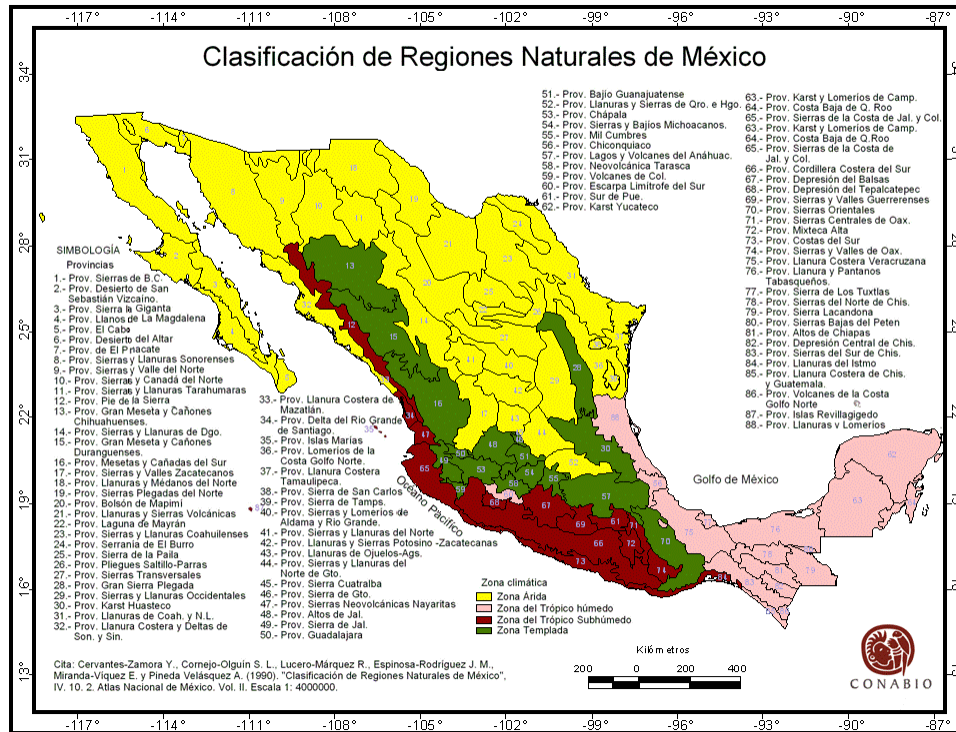 -117° -114° -111° -108° -105° -102° -99° -96° -93° -90° -87°
Clasificación de Regiones Naturales de México
34°
31°
28°
25°
22°
19°
16°
13°
51.- Prov. Bajio Guanajuatense
52.- Prov. Llanuras y Sierras de Qro. e Hgo.
53.- Prov. Chápala
54.- Prov. Sierras y Bajíos Michoacanos.
55.- Prov. Mil Cumbres
56.- Prov. Chiconquiaco
57.- Prov. Lagos y Volcanes del Anáhuac.
58.- Prov. Neovolcánica Tarasca
59.- Prov. Volcanes de Col.
60.- Prov. Escarpa Limitrofe del Sur
61.- Prov. Sur de Pue.
62.- Prov. Karst Yucateco
63.- Prov. Karst y Lomerios de Camp.
64.- Prov. Costa Baja de Q. Roo
65.- Prov. Sierras de la Costa de Jal. y Col.
63.- Prov. Karst y Lomerios de Camp.
64.- Prov. Costa Baja de Q.Roo
65.- Prov. Sierras de la Costa de
Jal. y Col.
66.- Prov. Cordillera Costera del Sur
67.- Prov. Depresión del Balsas
68.- Prov. Depresión del Tepalcatepec
69.- Prov. Sierras y Valles Guerrerenses
70.- Prov. Sierras Orientales
71.- Prov. Sierras Centrales de Oax.
72.- Prov. Mixteca Alta
73.- Prov. Costas del Sur
74.- Prov. Sierras y Valles de Oax.
75.- Prov. Llanura Costera Veracruzana
76.- Prov. Llanura y Pantanos
Tabasqueños.
77.- Prov. Sierra de Los Tuxtlas
78.- Prov. Sierras del Norte de Chis.
79.- Prov. Sierra Lacandona
80.- Prov. Sierras Bajas del Peten
81.- Prov. Altos de Chiapas
82.- Prov. Depresión Central de Chis.
83.- Prov. Sierras del Sur de Chis.
84.- Prov. Llanuras del Istmo
85.- Prov. Llanura Costera de Chis.
y Guatemala.
86.- Prov. Volcanes de la Costa
Golfo Norte
87.- Prov. Islas Revillagigedo
88.- Prov. Llanuras y Lomerios
SIMBOLOGÍA
Provincias
1.- Prov. Sierras de B.C.
2.- Prov. Desierto de San
Sebastián Vizcaino.
3.- Prov. Sierra la Giganta
4.- Prov. Llanos de La Magdalena
5.- Prov. El Cabo
6.- Prov. Desierto del Altar
7.- Prov. de El Pinacate
8.- Prov. Sierras y Llanuras Sonorenses
9.- Prov. Sierras y Valle del Norte
10.- Prov. Sierras y Canadá del Norte
11.- Prov. Sierras y Llanuras Tarahumaras
12.- Prov. Pie de la Sierra
13.- Prov. Gran Meseta y Cañones
Chihuahuenses.
14.- Prov. Sierras y Llanuras de Dgo.
15.- Prov. Gran Meseta y Cañones
Duranguenses.
16.- Prov. Mesetas y Cañadas del Sur
17.- Prov. Sierras y Valles Zacatecanos
18.- Prov. Llanuras y Médanos del Norte
19.- Prov. Sierras Plegadas del Norte
20.- Prov. Bolsón de Mapimí
21.- Prov. Llanuras y Sierras Volcánicas
22.- Prov. Laguna de Mayrán
23.- Prov. Sierras y Llanuras Coahuilenses
24.- Prov. Serranía de El Burro
25.- Prov. Sierra de la Paila
26.- Prov. Pliegues Saltillo-Parras
27.- Prov. Sierras Transversales
28.- Prov. Gran Sierra Plegada
29.- Prov. Sierras y Llanuras Occidentales
30.- Prov. Karst Huasteco
31.- Prov. Llanuras de Coah. y N.L.
32.- Prov. Llanura Costera y Deltas de
Son. y Sin.
33.- Prov. Llanura Costera de
Mazatlán.
34.- Prov. Delta del Rio Grande
de Santiago.
35.- Prov. Islas Marías
36.- Prov. Lomerios de la
Costa Golfo Norte.
37.- Prov. Llanura Costera
Tamaulipeca.
38.- Prov. Sierra de San Carlos
39.- Prov. Sierra de Tamps.
40.- Prov. Sierras y Lomerios de
Aldama y Rio Grande.
41.- Prov. Sierras y Llanuras del Norte
42.- Prov. Llanuras y Sierras Potosino -Zacatecanas
43.- Prov. Llanuras de Ojuelos-Ags.
44.- Prov. Sierras y Llanuras del
Norte de Gto.
45.- Prov. Sierra Cuatralba
46.- Prov. Sierra de Gto.
47.- Prov. Sierras Neovolcánicas Nayaritas
48.- Prov. Altos de Jal.
49.- Prov. Sierra de Jal.
50.- Prov. Guadalajara
Golfo de México
Océano Pacífico
Zona climática
Zona Árida
Zona del Trópico húmedo
Zona del Trópico Subhúmedo
Zona Templada
Kilómetros
200 0 200 400
CONABIO
Cita: Cervantes-Zamora Y., Cornejo-Olguín S. L., Lucero-Márquez R., Espinosa-Rodríguez J. M.,
Miranda-Víquez E. y Pineda Velásquez A. (1990). "Clasificación de Regiones Naturales de México",
IV. 10. 2. Atlas Nacional de México. Vol. II. Escala 1: 4000000.
-117° -114° -111° -108° -105° -102° -99° -96° -93° -90° -87°